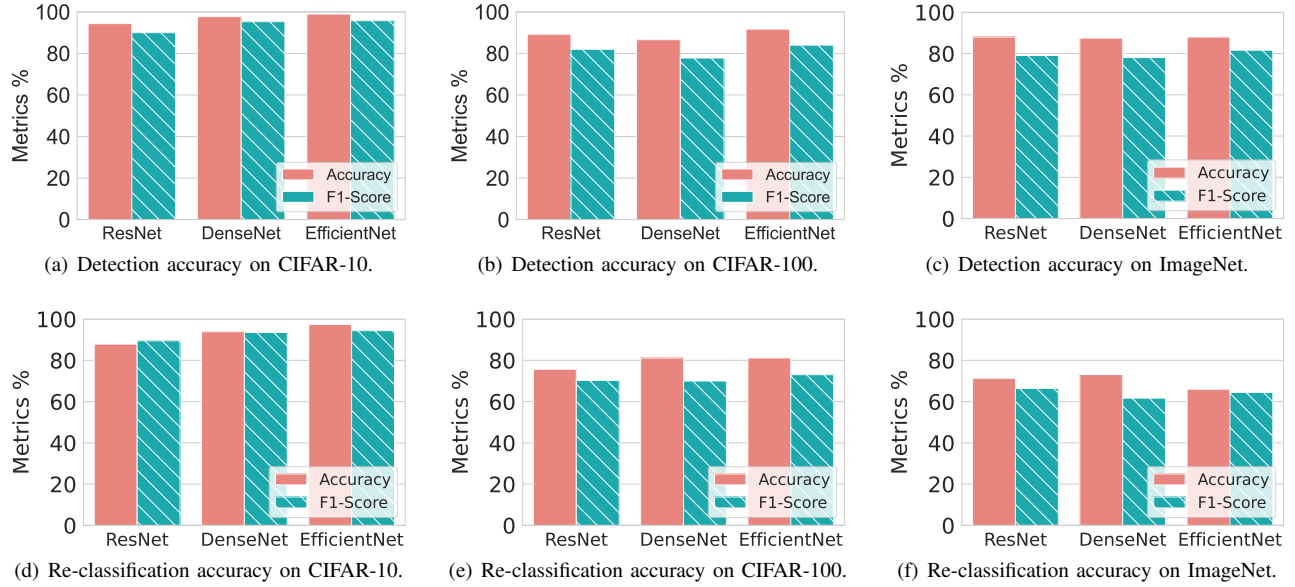 Metrics %
100
80
60
40
20
0
Accuracy
F1-Score
ResNet DenseNet EfficientNet
(a) Detection accuracy on CIFAR-10.
Metrics %
100
80
60
40
20
0
Accuracy
F1-Score
ResNet DenseNet EfficientNet
(b) Detection accuracy on CIFAR-100.
Metrics %
100
80
60
40
20
0
Accuracy
F1-Score
ResNet DenseNet EfficientNet
(c) Detection accuracy on ImageNet.
Metrics %
100
80
60
40
20
0
Accuracy
F1-Score
ResNet DenseNet EfficientNet
(d) Re-classification accuracy on CIFAR-10.
Metrics %
100
80
60
40
20
0
Accuracy
F1-Score
ResNet DenseNet EfficientNet
(e) Re-classification accuracy on CIFAR-100.
Metrics %
100
80
60
40
20
0
Accuracy
F1-Score
ResNet DenseNet EfficientNet
(f) Re-classification accuracy on ImageNet.